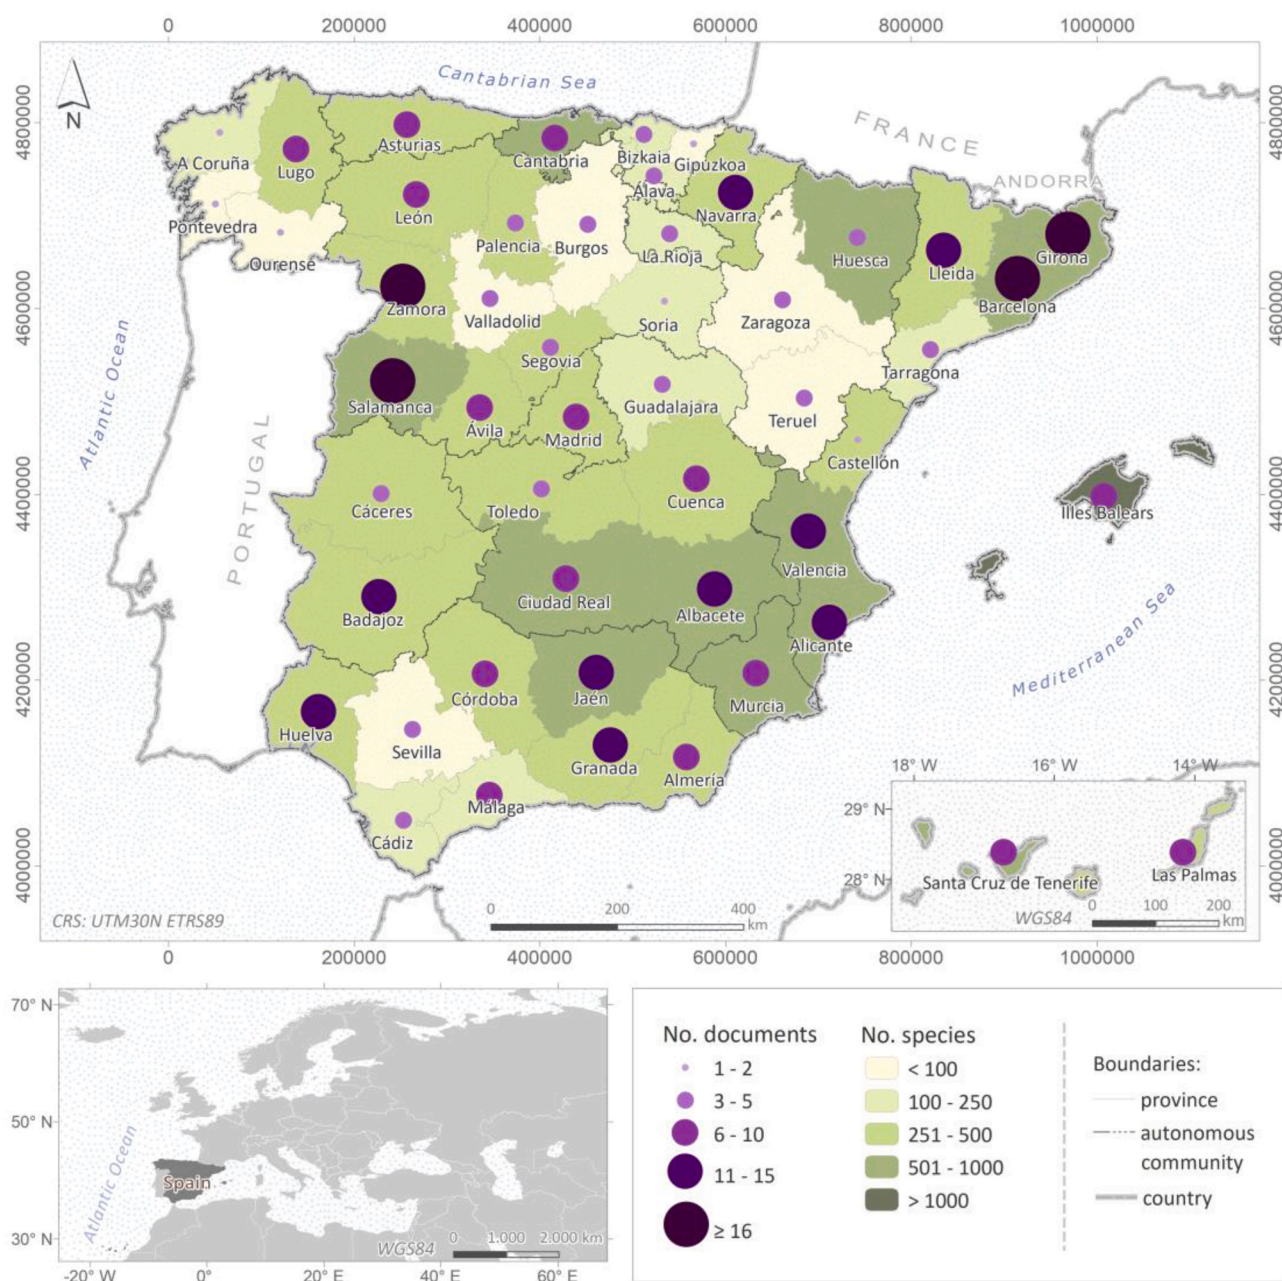 0 200000 400000 600000 800000 1000000
Cantabrian Sea
N
4800000
4800000
FRANCE
A Coruña
Lugo
Asturias
Cantabria
Bizkaia
Gipuzkoa
Álava
Navarra
ANDORRA
Pontevedra
Ourense
León
Palencia
Burgos
La Rioja
Huesca
Lleida
Girona
Barcelona
4600000
4600000
Zamora
Valladolid
Soria
Zaragoza
Atlantic Ocean
Segovia
Tarragona
Salamanca
Ávila
Madrid
Guadalajara
Teruel
Castellón
PORTUGAL
4400000
4400000
Cáceres
Toledo
Cuenca
Illes Balears
Valencia
Badajoz
Ciudad Real
Albacete
Alicante
Mediterranean Sea
4200000
4200000
Huelva
Córdoba
Jaén
Murcia
Sevilla
Granada
Almería
Málaga
Cádiz
18°W 16°W 14°W
29° N
28° N
Santa Cruz de Tenerife
Las Palmas
WGS84
0 100 200
km
4000000
4000000
CRS: UTM30N ETRS89
0 200 400
km
0 200000 400000 600000 800000 1000000
70° N
50° N
30° N
Atlantic Ocean
Spain
WGS84
0 1.000 2.000 km
-20° W 0° 20° E 40° E 60° E
No. documents
1 - 2
3 - 5
6 - 10
11 - 15
≥ 16
No. species
< 100
100 - 250
251 - 500
501 - 1000
> 1000
Boundaries:
province
autonomous
community
country